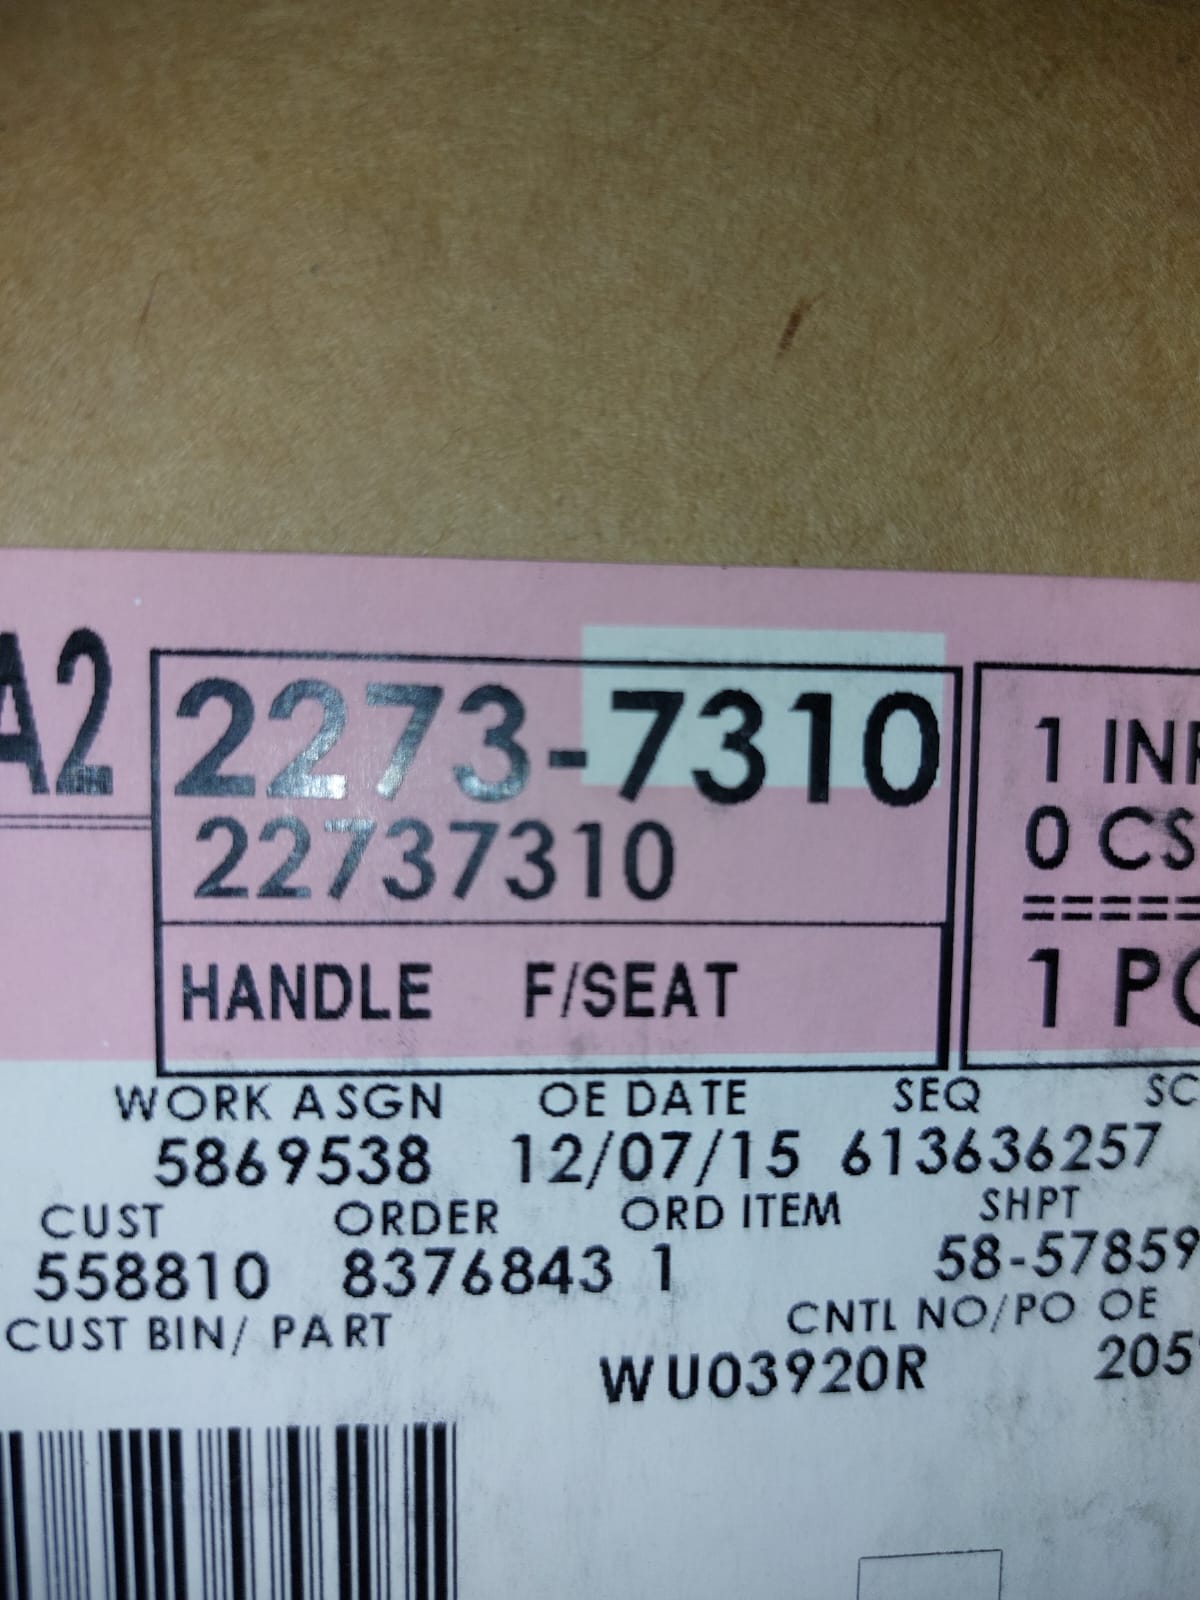 A2
2273-7310
22737310
HANDLE F/SEAT
1 IN
0 CS
=====
1 PC
WORK ASGN OE DATE SEQ SC
5869538 12/07/15 613636257
CUST ORDER ORD ITEM SHPT
558810 8376843 1 58-57859
CUST BIN/ PART CNTL NO/PO OE
WU03920R 205